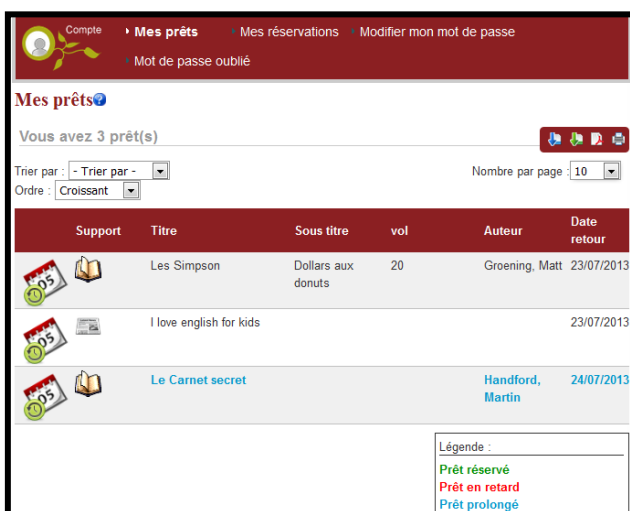 Compte
Mes prêts Mes réservations Modifier mon mot de passe
Mot de passe oublié
Mes prêts
Vous avez 3 prêt(s)
Trier par : - Trier par - Nombre par page : 10
Ordre : Croissant
Support Titre Sous titre vol Auteur Date retour
05 Les Simpson Dollars aux donuts 20 Groening, Matt 23/07/2013
05 I love english for kids 23/07/2013
05 Le Carnet secret Handford, Martin 24/07/2013
Légende :
Prêt réservé
Prêt en retard
Prêt prolongé